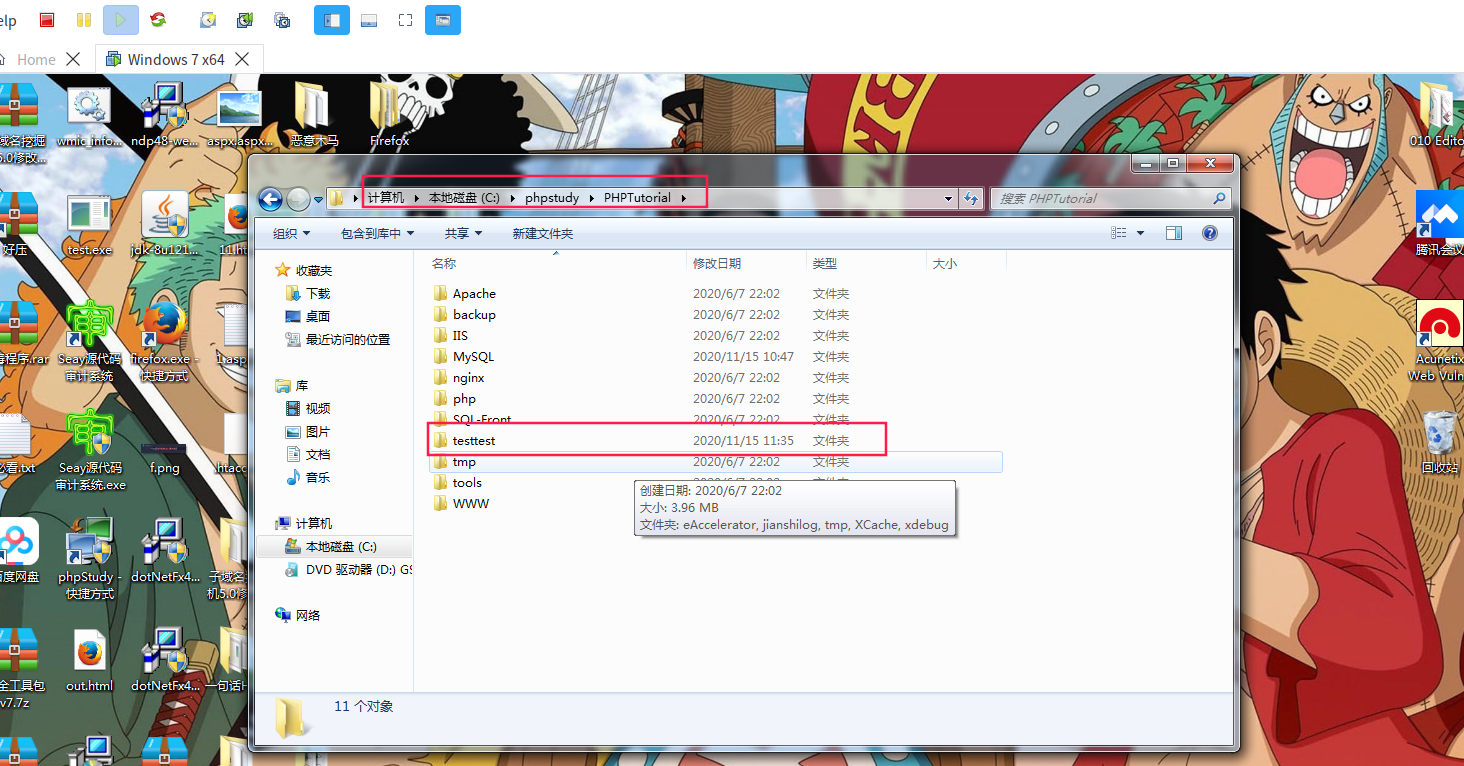 elp
Home
Windows 7 x64
域名挖掘
5.0修改...
wmic_info...
ndp48-we...
aspx.aspx...
恶意木马
Firefox
010 Edito
计算机
本地磁盘 (C:)
phpstudy
PHPTutorial
搜索 PHPTutorial
组织
包含到库中
共享
新建文件夹
好压
test.exe
jdk-8u121...
11.ht
腾讯会议
收藏夹
下载
桌面
最近访问的位置
库
视频
图片
文档
音乐
计算机
本地磁盘 (C:)
DVD 驱动器 (D:) GS
网络
名称
修改日期
类型
大小
Apache
2020/6/7 22:02
文件夹
backup
2020/6/7 22:02
文件夹
IIS
2020/6/7 22:02
文件夹
MySQL
2020/11/15 10:47
文件夹
nginx
2020/6/7 22:02
文件夹
php
2020/6/7 22:02
文件夹
SQL-Front
2020/6/7 22:02
文件夹
testtest
2020/11/15 11:35
文件夹
tmp
2020/6/7 22:02
文件夹
tools
2020/6/7 22:02
文件夹
WWW
创建日期: 2020/6/7 22:02
大小: 3.96 MB
文件夹: eAccelerator, jianshilog, tmp, XCache, xdebug
11 个对象
程序.rar
Seay源代码
审计系统
firefox.exe -
快捷方式
1.asp
Acunetix
Web Vuln
必看.txt
Seay源代码
审计系统.exe
f.png
.htacc
回收站
百度网盘
phpStudy -
快捷方式
dotNetFx4...
子域名
机5.0修
全工具包
v7.7z
out.html
dotNetFx4...
一句话